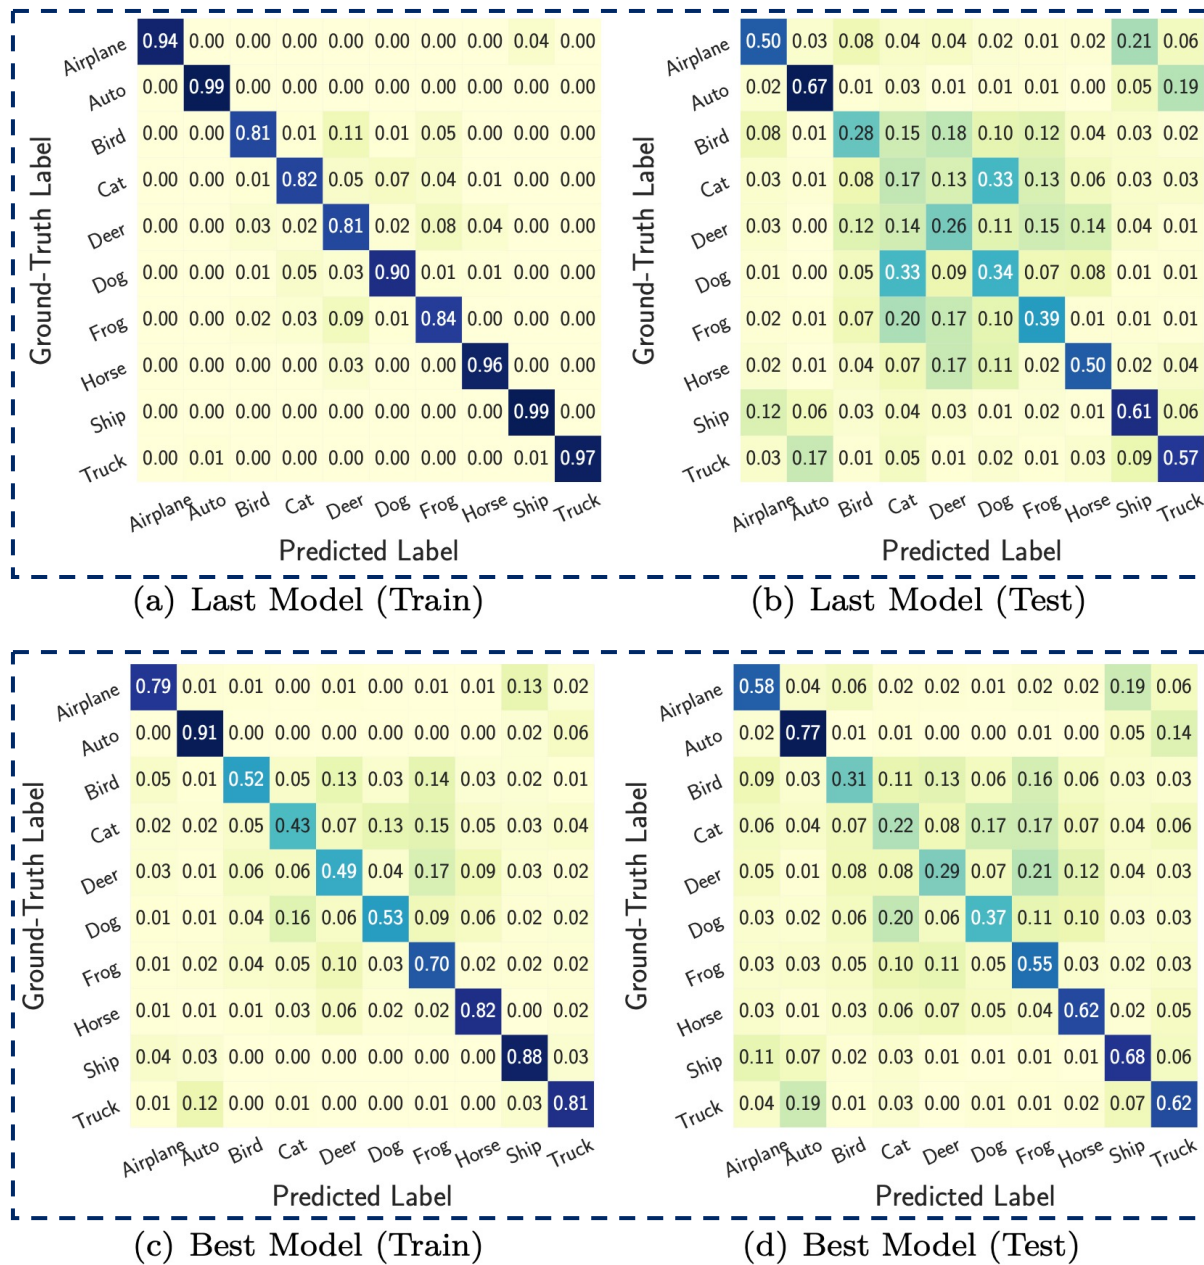 Ground-Truth Label
Airplane 0.94 0.00 0.00 0.00 0.00 0.00 0.00 0.00 0.04 0.00
Auto 0.00 0.99 0.00 0.00 0.00 0.00 0.00 0.00 0.00 0.00
Bird 0.00 0.00 0.81 0.01 0.11 0.01 0.05 0.00 0.00 0.00
Cat 0.00 0.00 0.01 0.82 0.05 0.07 0.04 0.01 0.00 0.00
Deer 0.00 0.00 0.03 0.02 0.81 0.02 0.08 0.04 0.00 0.00
Dog 0.00 0.00 0.01 0.05 0.03 0.90 0.01 0.01 0.00 0.00
Frog 0.00 0.00 0.02 0.03 0.09 0.01 0.84 0.00 0.00 0.00
Horse 0.00 0.00 0.00 0.00 0.03 0.00 0.00 0.96 0.00 0.00
Ship 0.00 0.00 0.00 0.00 0.00 0.00 0.00 0.00 0.99 0.00
Truck 0.00 0.01 0.00 0.00 0.00 0.00 0.00 0.00 0.01 0.97
Airplane Auto Bird Cat Deer Dog Frog Horse Ship Truck
Predicted Label
(a) Last Model (Train)
Ground-Truth Label
Airplane 0.50 0.03 0.08 0.04 0.04 0.02 0.01 0.02 0.21 0.06
Auto 0.02 0.67 0.01 0.03 0.01 0.01 0.01 0.00 0.05 0.19
Bird 0.08 0.01 0.28 0.15 0.18 0.10 0.12 0.04 0.03 0.02
Cat 0.03 0.01 0.08 0.17 0.13 0.33 0.13 0.06 0.03 0.03
Deer 0.03 0.00 0.12 0.14 0.26 0.11 0.15 0.14 0.04 0.01
Dog 0.01 0.00 0.05 0.33 0.09 0.34 0.07 0.08 0.01 0.01
Frog 0.02 0.01 0.07 0.20 0.17 0.10 0.39 0.01 0.01 0.01
Horse 0.02 0.01 0.04 0.07 0.17 0.11 0.02 0.50 0.02 0.04
Ship 0.12 0.06 0.03 0.04 0.03 0.01 0.02 0.01 0.61 0.06
Truck 0.03 0.17 0.01 0.05 0.01 0.02 0.01 0.03 0.09 0.57
Airplane Auto Bird Cat Deer Dog Frog Horse Ship Truck
Predicted Label
(b) Last Model (Test)
Ground-Truth Label
Airplane 0.79 0.01 0.01 0.00 0.01 0.00 0.01 0.01 0.13 0.02
Auto 0.00 0.91 0.00 0.00 0.00 0.00 0.00 0.00 0.02 0.06
Bird 0.05 0.01 0.52 0.05 0.13 0.03 0.14 0.03 0.02 0.01
Cat 0.02 0.02 0.05 0.43 0.07 0.13 0.15 0.05 0.03 0.04
Deer 0.03 0.01 0.06 0.06 0.49 0.04 0.17 0.09 0.03 0.02
Dog 0.01 0.01 0.04 0.16 0.06 0.53 0.09 0.06 0.02 0.02
Frog 0.01 0.02 0.04 0.05 0.10 0.03 0.70 0.02 0.02 0.02
Horse 0.01 0.01 0.01 0.03 0.06 0.02 0.02 0.82 0.00 0.02
Ship 0.04 0.03 0.00 0.00 0.00 0.00 0.00 0.00 0.88 0.03
Truck 0.01 0.12 0.00 0.01 0.00 0.00 0.01 0.00 0.03 0.81
Airplane Auto Bird Cat Deer Dog Frog Horse Ship Truck
Predicted Label
(c) Best Model (Train)
Ground-Truth Label
Airplane 0.58 0.04 0.06 0.02 0.02 0.01 0.02 0.02 0.19 0.06
Auto 0.02 0.77 0.01 0.01 0.00 0.00 0.01 0.00 0.05 0.14
Bird 0.09 0.03 0.31 0.11 0.13 0.06 0.16 0.06 0.03 0.03
Cat 0.06 0.04 0.07 0.22 0.08 0.17 0.17 0.07 0.04 0.06
Deer 0.05 0.01 0.08 0.08 0.29 0.07 0.21 0.12 0.04 0.03
Dog 0.03 0.02 0.06 0.20 0.06 0.37 0.11 0.10 0.03 0.03
Frog 0.03 0.03 0.05 0.10 0.11 0.05 0.55 0.03 0.02 0.03
Horse 0.03 0.01 0.03 0.06 0.07 0.05 0.04 0.62 0.02 0.05
Ship 0.11 0.07 0.02 0.03 0.01 0.01 0.01 0.01 0.68 0.06
Truck 0.04 0.19 0.01 0.03 0.00 0.01 0.01 0.02 0.07 0.62
Airplane Auto Bird Cat Deer Dog Frog Horse Ship Truck
Predicted Label
(d) Best Model (Test)